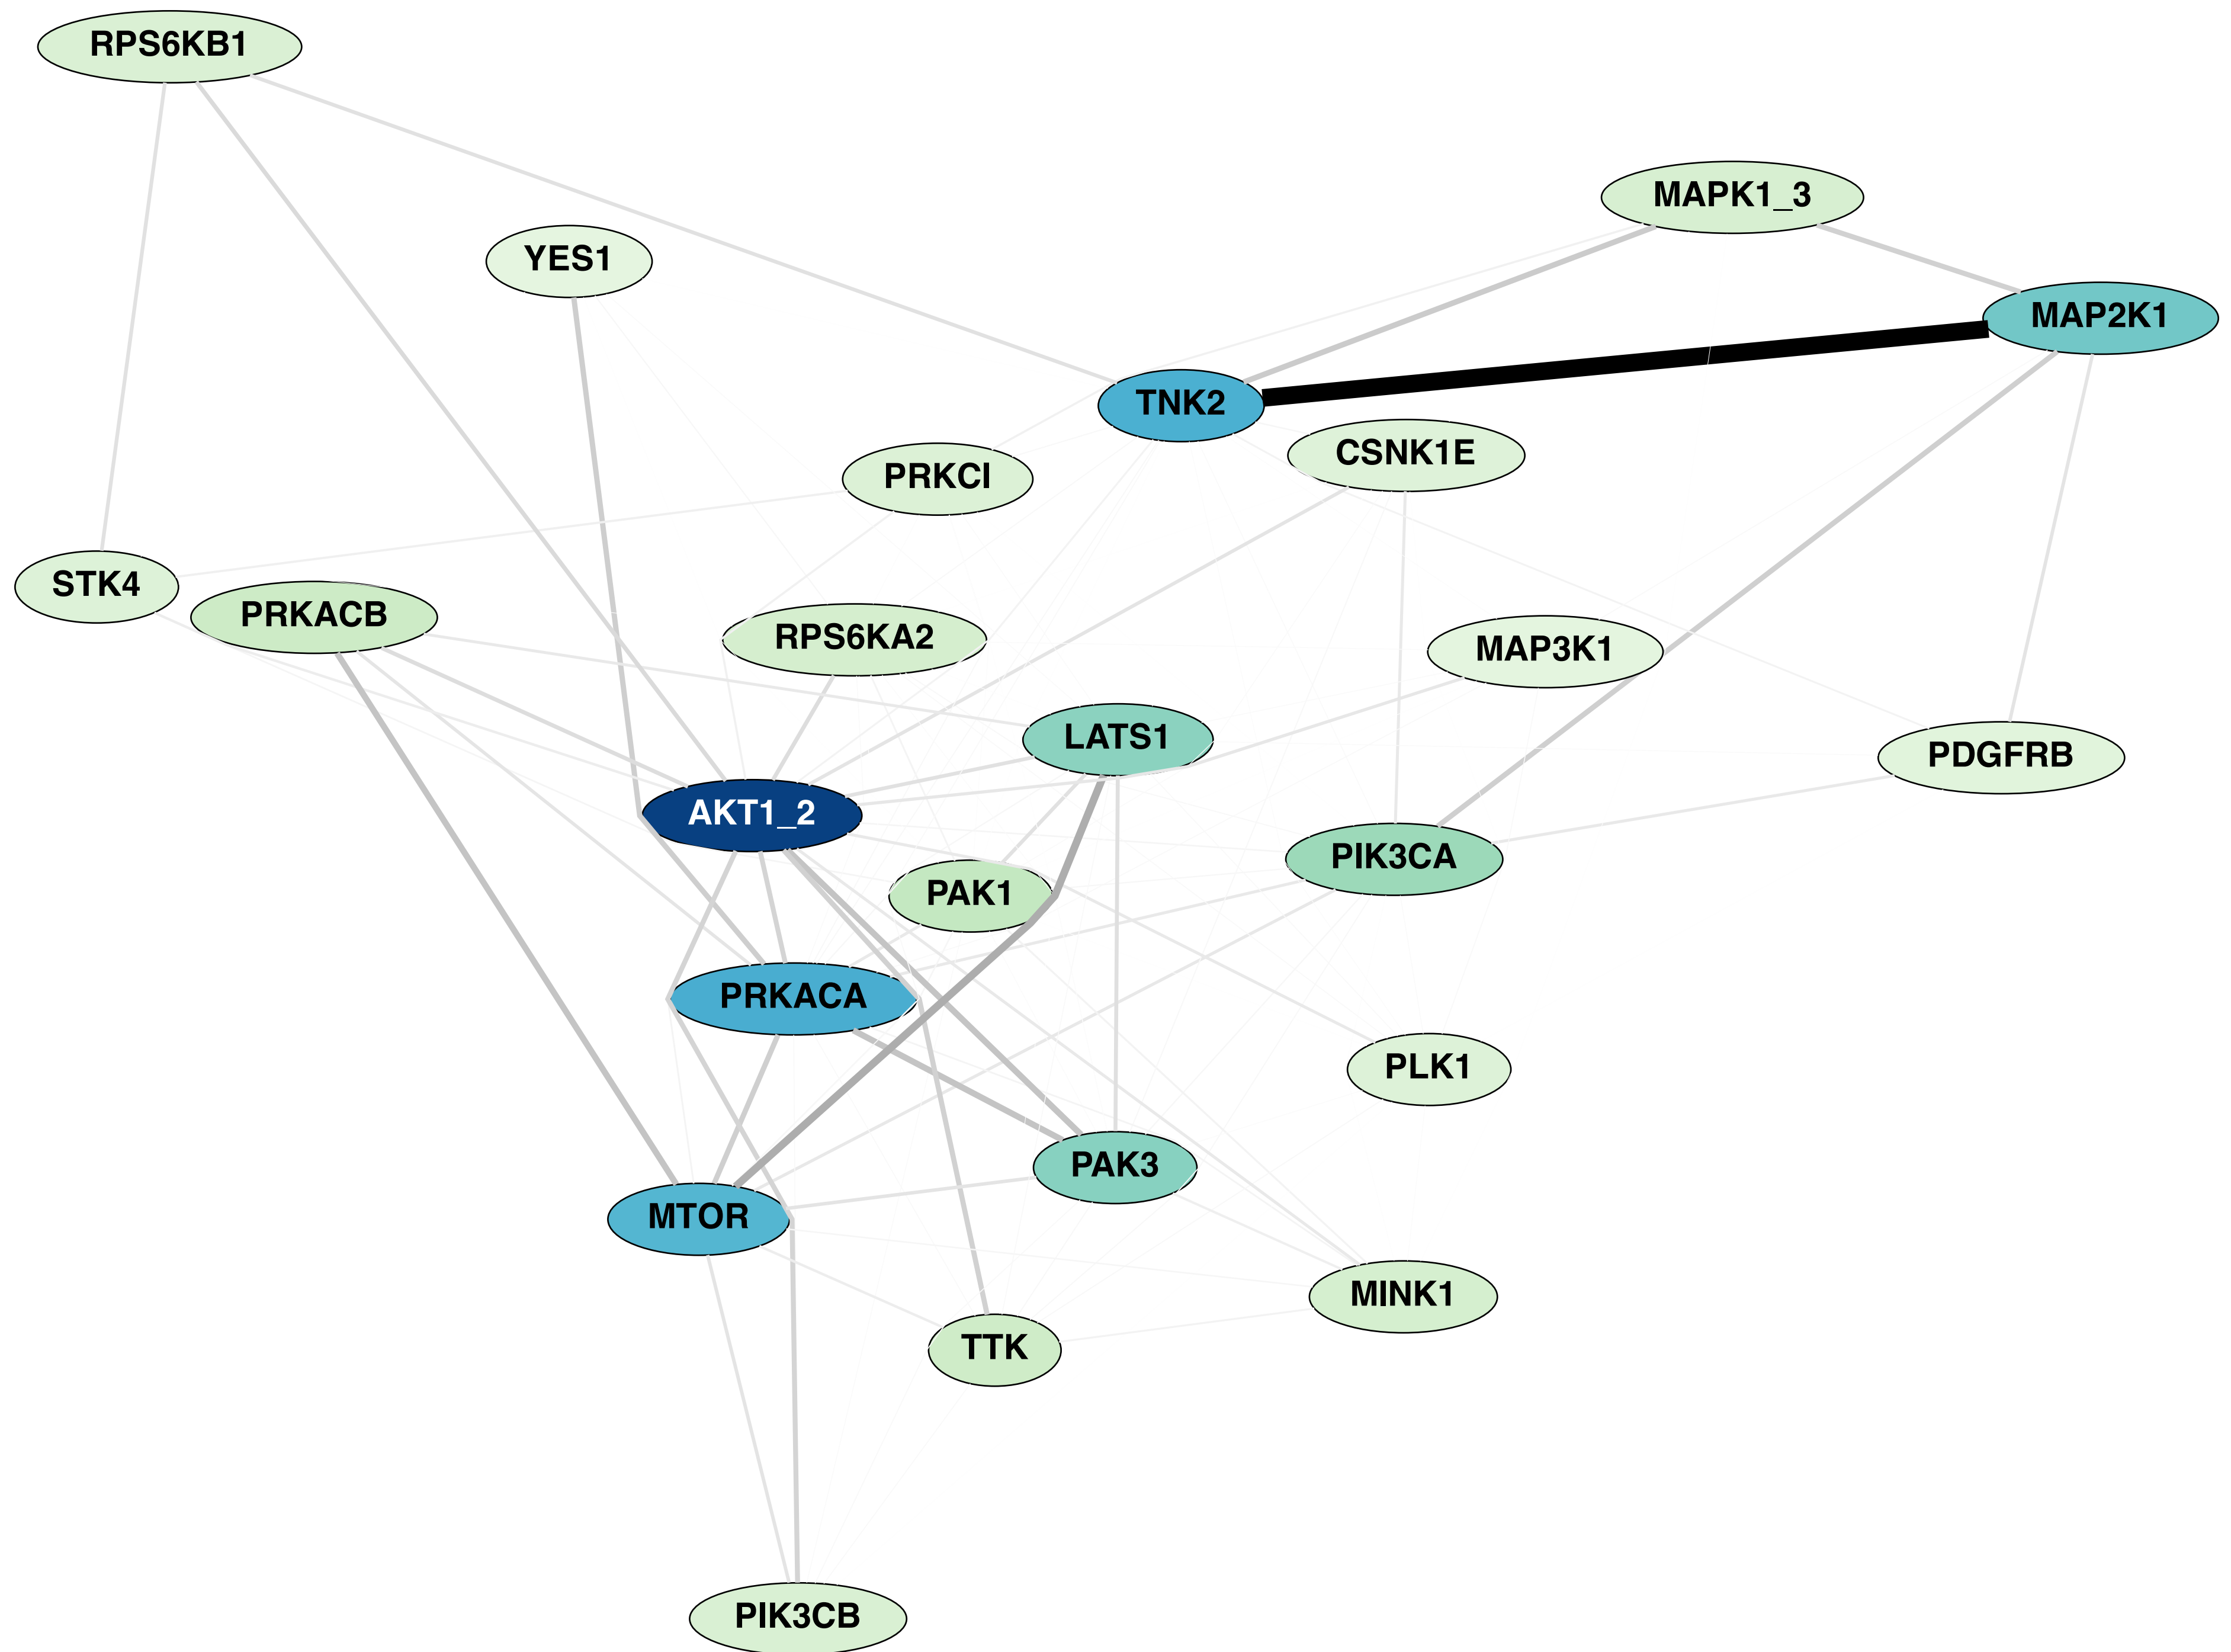 RPS6KB1
MAPK1_3
YES1
MAP2K1
TNK2
CSNK1E
PRKCI
STK4
PRKACB
RPS6KA2
MAP3K1
LATS1
PDGFRB
AKT1_2
PIK3CA
PAK1
PRKACA
PLK1
PAK3
MTOR
MINK1
TTK
PIK3CB